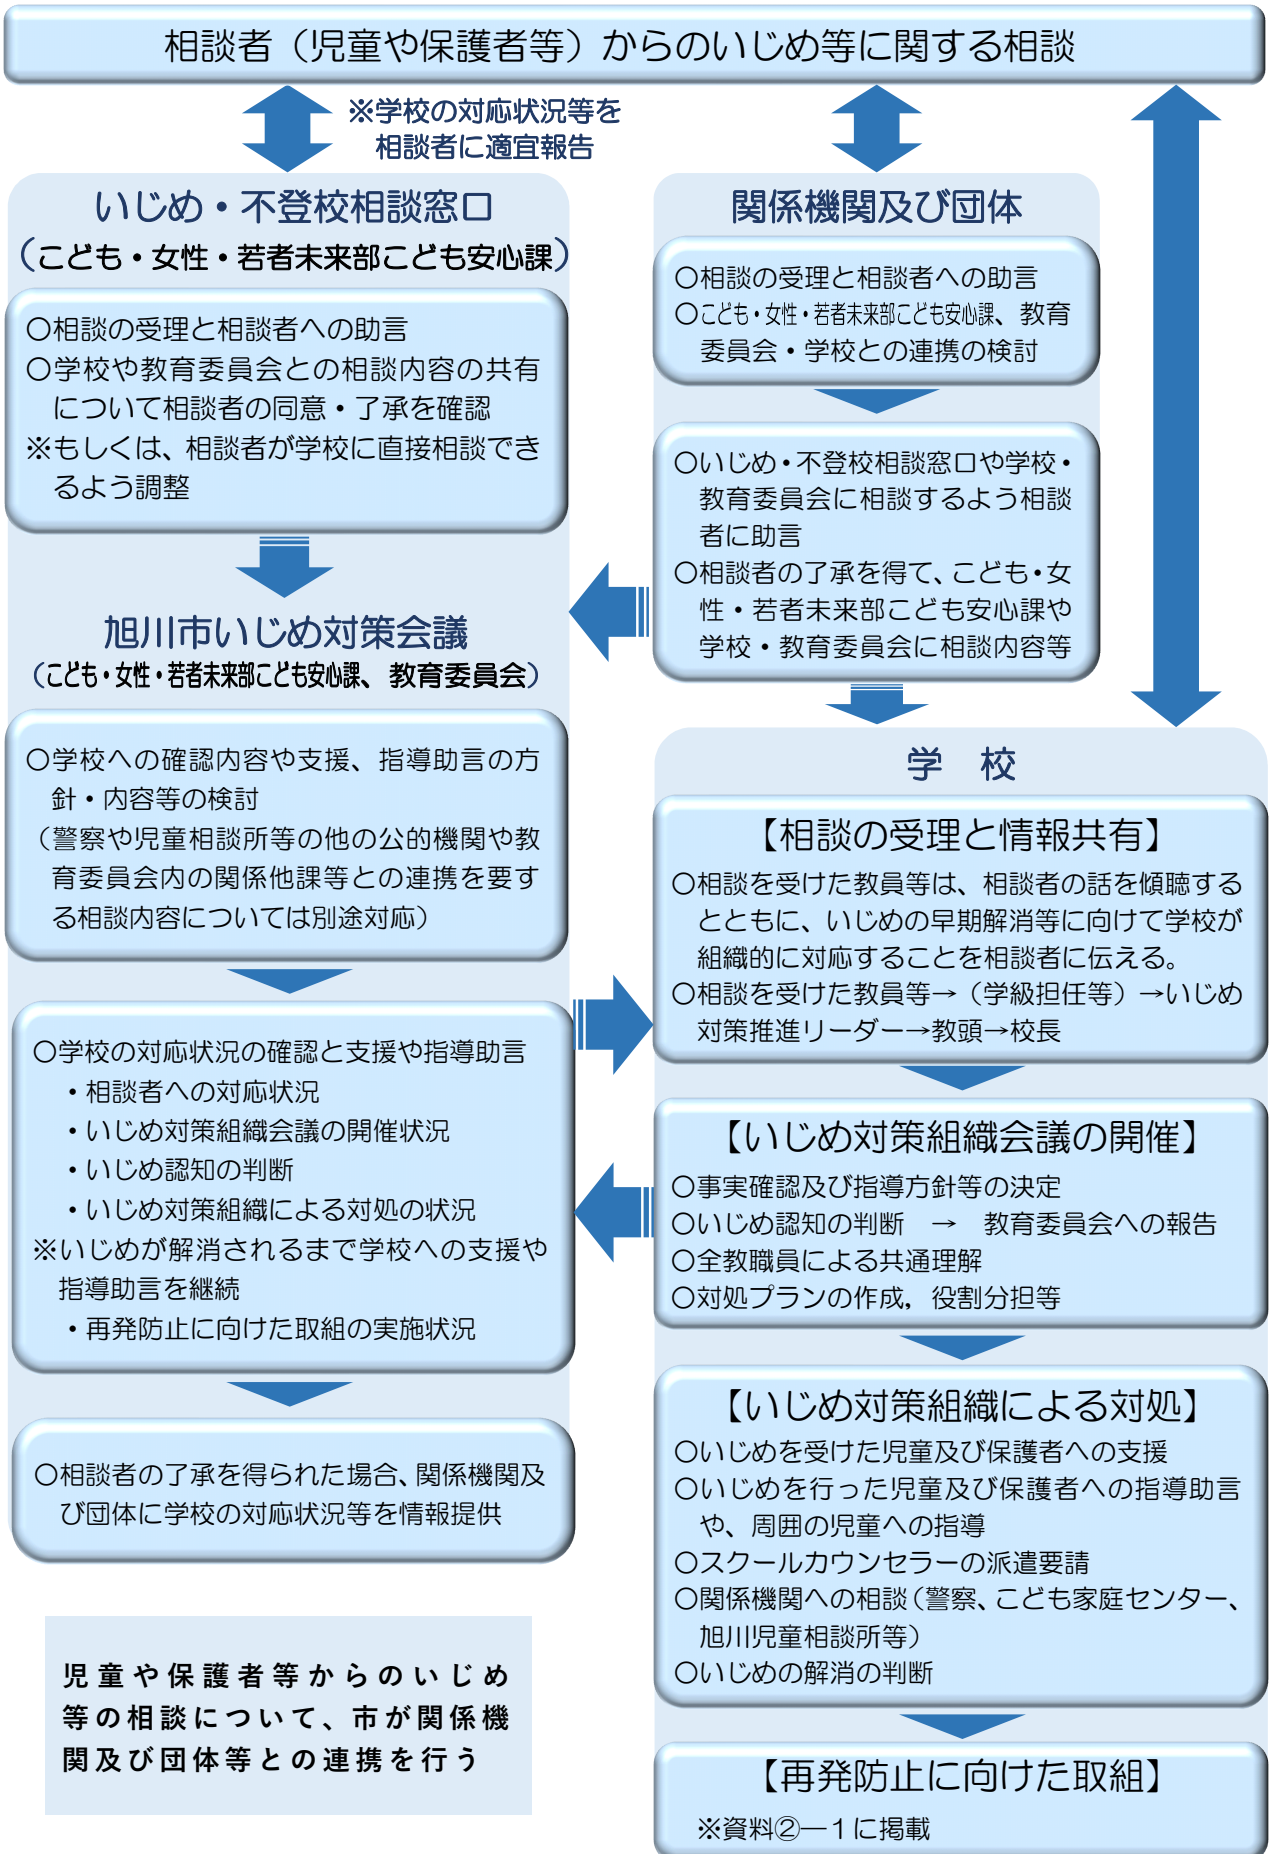 相談者（児童や保護者等）からのいじめ等に関する相談
※学校の対応状況等を
相談者に適宜報告
いじめ・不登校相談窓口
（こども・女性・若者未来部こども安心課）
〇相談の受理と相談者への助言
〇学校や教育委員会との相談内容の共有
について相談者の同意・了承を確認
※もしくは、相談者が学校に直接相談でき
るよう調整
旭川市いじめ対策会議
（こども・女性・若者未来部こども安心課、教育委員会）
〇学校への確認内容や支援、指導助言の方
針・内容等の検討
（警察や児童相談所等の他の公的機関や教
育委員会内の関係他課等との連携を要す
る相談内容については別途対応）
〇学校の対応状況の確認と支援や指導助言
・相談者への対応状況
・いじめ対策組織会議の開催状況
・いじめ認知の判断
・いじめ対策組織による対処の状況
※いじめが解消されるまで学校への支援や
指導助言を継続
・再発防止に向けた取組の実施状況
〇相談者の了承を得られた場合、関係機関及
び団体に学校の対応状況等を情報提供
児童や保護者等からのいじめ
等の相談について、市が関係機
関及び団体等との連携を行う
関係機関及び団体
〇相談の受理と相談者への助言
〇こども・女性・若者未来部こども安心課、教育
委員会・学校との連携の検討
〇いじめ・不登校相談窓口や学校・
教育委員会に相談するよう相談
者に助言
〇相談者の了承を得て、こども・女
性・若者未来部こども安心課や
学校・教育委員会に相談内容等
学　校
【相談の受理と情報共有】
〇相談を受けた教員等は、相談者の話を傾聴する
とともに、いじめの早期解消等に向けて学校が
組織的に対応することを相談者に伝える。
〇相談を受けた教員等→（学級担任等）→いじめ
対策推進リーダー→教頭→校長
【いじめ対策組織会議の開催】
〇事実確認及び指導方針等の決定
〇いじめ認知の判断　→　教育委員会への報告
〇全教職員による共通理解
〇対処プランの作成，役割分担等
【いじめ対策組織による対処】
〇いじめを受けた児童及び保護者への支援
〇いじめを行った児童及び保護者への指導助言
や、周囲の児童への指導
〇スクールカウンセラーの派遣要請
〇関係機関への相談（警察、こども家庭センター、
旭川児童相談所等）
〇いじめの解消の判断
【再発防止に向けた取組】
※資料②―１に掲載